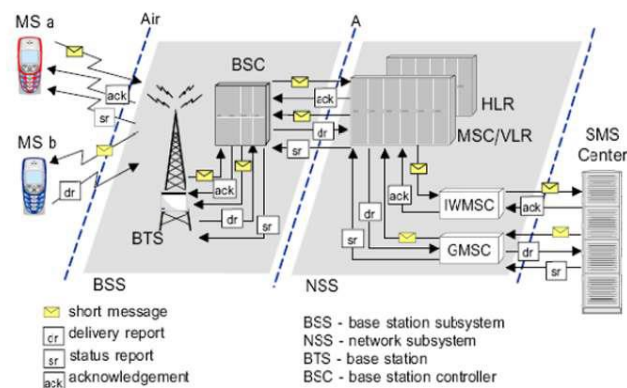 MS a
Air
A
BSC
ack
ack
HLR
sr
MSC/VLR
dr
SMS
Center
MS b
sr
dr
ack
ack
IWMSC
ack
BTS
sr
dr
sr
GMSC
dr
sr
BSS
NSS
short message
dr delivery report
sr status report
ack acknowledgement
BSS - base station subsystem
NSS - network subsystem
BTS - base station
BSC - base station controller